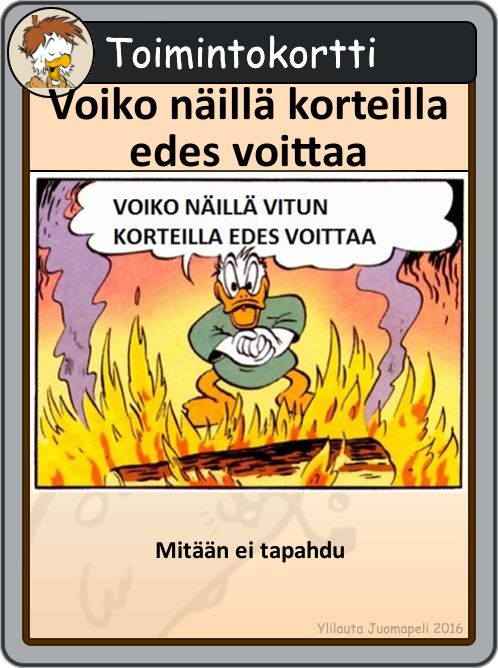 Toimintokortti
Voiko näillä korteilla
edes voittaa
VOIKO NÄILLÄ VITUN
KORTEILLA EDES VOITTAA
Mitään ei tapahdu
Ylilauta Juomapeli 2016